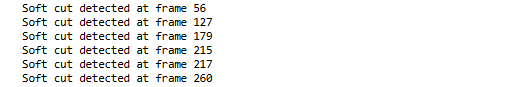 Soft cut detected at frame 56
Soft cut detected at frame 127
Soft cut detected at frame 179
Soft cut detected at frame 215
Soft cut detected at frame 217
Soft cut detected at frame 260